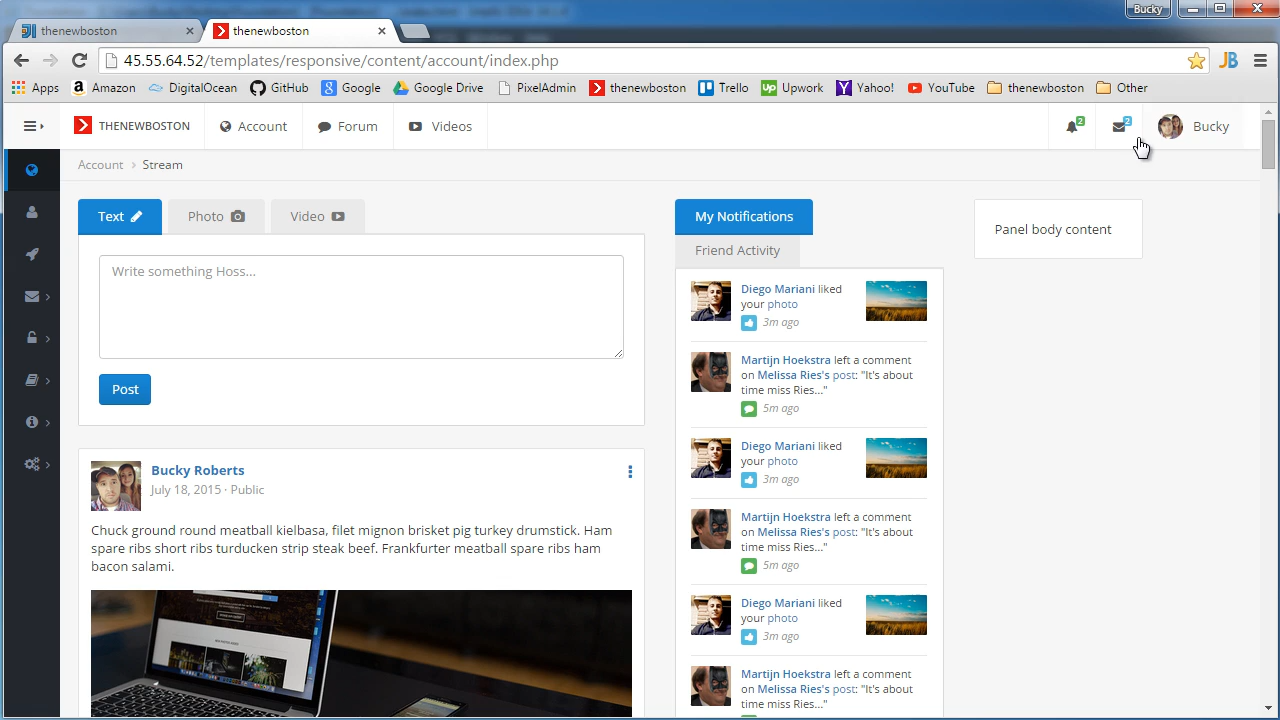 Bucky
thenewboston
thenewboston
45.55.64.52/templates/responsive/content/account/index.php
Apps
Amazon
DigitalOcean
GitHub
Google
Google Drive
PixelAdmin
thenewboston
Trello
Up Upwork
Yahoo!
YouTube
thenewboston
Other
JB
THENEWBOSTON
Account
Forum
Videos
2
2
Bucky
Account › Stream
Text
Photo
Video
Write something Hoss...
Post
Bucky Roberts
July 18, 2015 · Public
Chuck ground round meatball kielbasa, filet mignon brisket pig turkey drumstick. Ham
spare ribs short ribs turducken strip steak beef. Frankfurter meatball spare ribs ham
bacon salami.
My Notifications
Friend Activity
Diego Mariani liked
your photo
3m ago
Martijn Hoekstra left a comment
on Melissa Ries's post: "It's about
time miss Ries..."
5m ago
Diego Mariani liked
your photo
3m ago
Martijn Hoekstra left a comment
on Melissa Ries's post: "It's about
time miss Ries..."
5m ago
Diego Mariani liked
your photo
3m ago
Martijn Hoekstra left a comment
on Melissa Ries's post: "It's about
time miss Ries..."
Panel body content